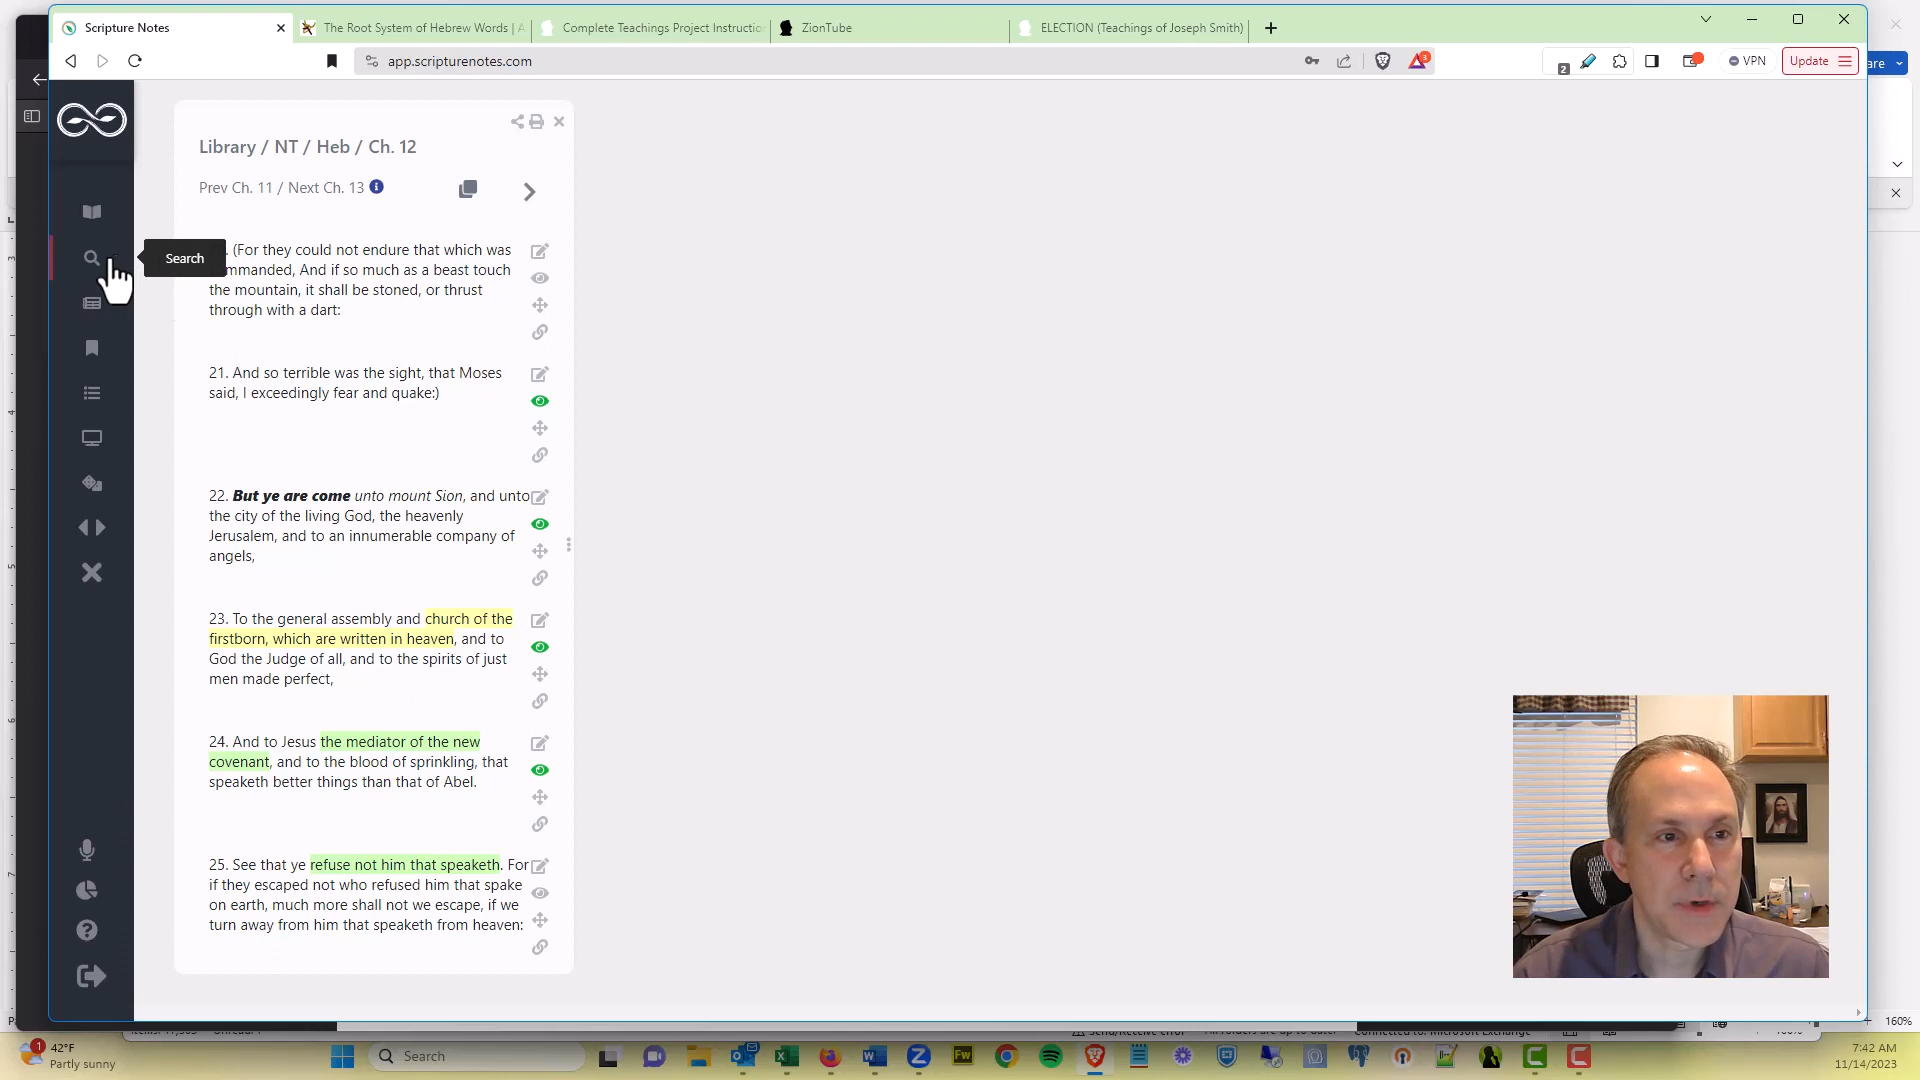 Scripture Notes
The Root System of Hebrew Words | A
Complete Teachings Project Instructio
ZionTube
ELECTION (Teachings of Joseph Smith)
app.scripturenotes.com
3
2
VPN
Update
Library / NT / Heb / Ch. 12
Prev Ch. 11 / Next Ch. 13
Search
(For they could not endure that which was
mmanded, And if so much as a beast touch
the mountain, it shall be stoned, or thrust
through with a dart:
21. And so terrible was the sight, that Moses
said, I exceedingly fear and quake:)
22. But ye are come unto mount Sion, and unto
the city of the living God, the heavenly
Jerusalem, and to an innumerable company of
angels,
23. To the general assembly and church of the
firstborn, which are written in heaven, and to
God the Judge of all, and to the spirits of just
men made perfect,
24. And to Jesus the mediator of the new
covenant, and to the blood of sprinkling, that
speaketh better things than that of Abel.
25. See that ye refuse not him that speaketh. For
if they escaped not who refused him that spake
on earth, much more shall not we escape, if we
turn away from him that speaketh from heaven:
160%
1
42°F
Partly sunny
Search
Fw
7:42 AM
11/14/2023